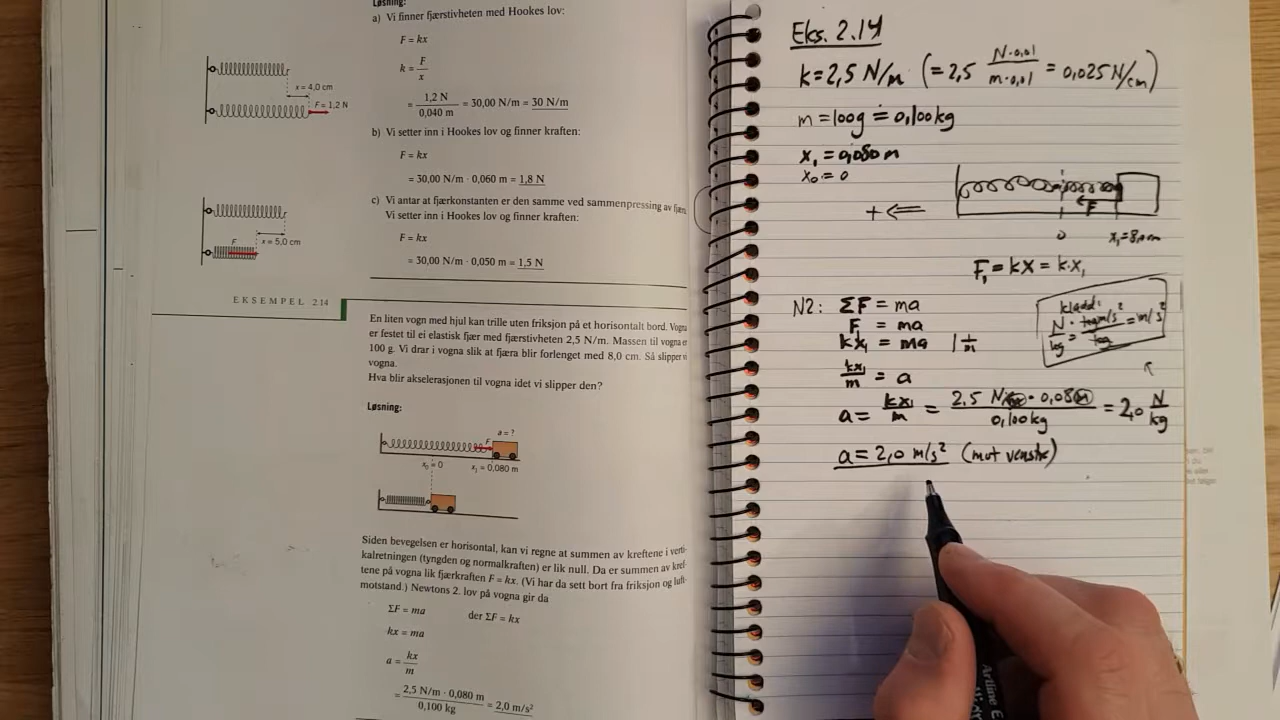 Løsning:
a) Vi finner fjærstivheten med Hookes lov:
F = kx
k = F/x
= 1,2 N / 0,040 m = 30,00 N/m = 30 N/m
x = 4,0 cm
F = 1,2 N
b) Vi setter inn i Hookes lov og finner kraften:
F = kx
= 30,00 N/m · 0,060 m = 1,8 N
c) Vi antar at fjærkonstanten er den samme ved sammenpressing av fjæra.
Vi setter inn i Hookes lov og finner kraften:
F = kx
= 30,00 N/m · 0,050 m = 1,5 N
F
x = 5,0 cm
EKSEMPEL 2.14
En liten vogn med hjul kan trille uten friksjon på et horisontalt bord. Vogna
er festet til ei elastisk fjær med fjærstivheten 2,5 N/m. Massen til vogna er
100 g. Vi drar i vogna slik at fjæra blir forlenget med 8,0 cm. Så slipper vi
vogna.
Hva blir akselerasjonen til vogna idet vi slipper den?
Løsning:
a = ?
F
x₀ = 0
x₁ = 0,080 m
Siden bevegelsen er horisontal, kan vi regne at summen av kreftene i verti-
kalretningen (tyngden og normalkraften) er lik null. Da er summen av kref-
tene på vogna lik fjærkraften F = kx. (Vi har da sett bort fra friksjon og luft-
motstand.) Newtons 2. lov på vogna gir da
ΣF = ma der ΣF = kx
kx = ma
a = kx/m
= 2,5 N/m · 0,080 m / 0,100 kg = 2,0 m/s²
Eks. 2.14
k = 2,5 N/m (= 2,5 N·0,01 / m·0,01 = 0,025 N/cm)
m = 100g = 0,100 kg
x₁ = 0,080 m
x₀ = 0
+ ⇐
F
0
x₁ = 8,0 cm
F₁ = kx = k·x₁
N2: ΣF = ma
F = ma
kx₁ = ma | 1/m
kx₁/m = a
a = kx₁/m = 2,5 N/m · 0,080 m / 0,100 kg = 2,0 N/kg
kladd:
N/kg = kg m/s² / kg = m/s²
a = 2,0 m/s² (mot venstre)
Artline